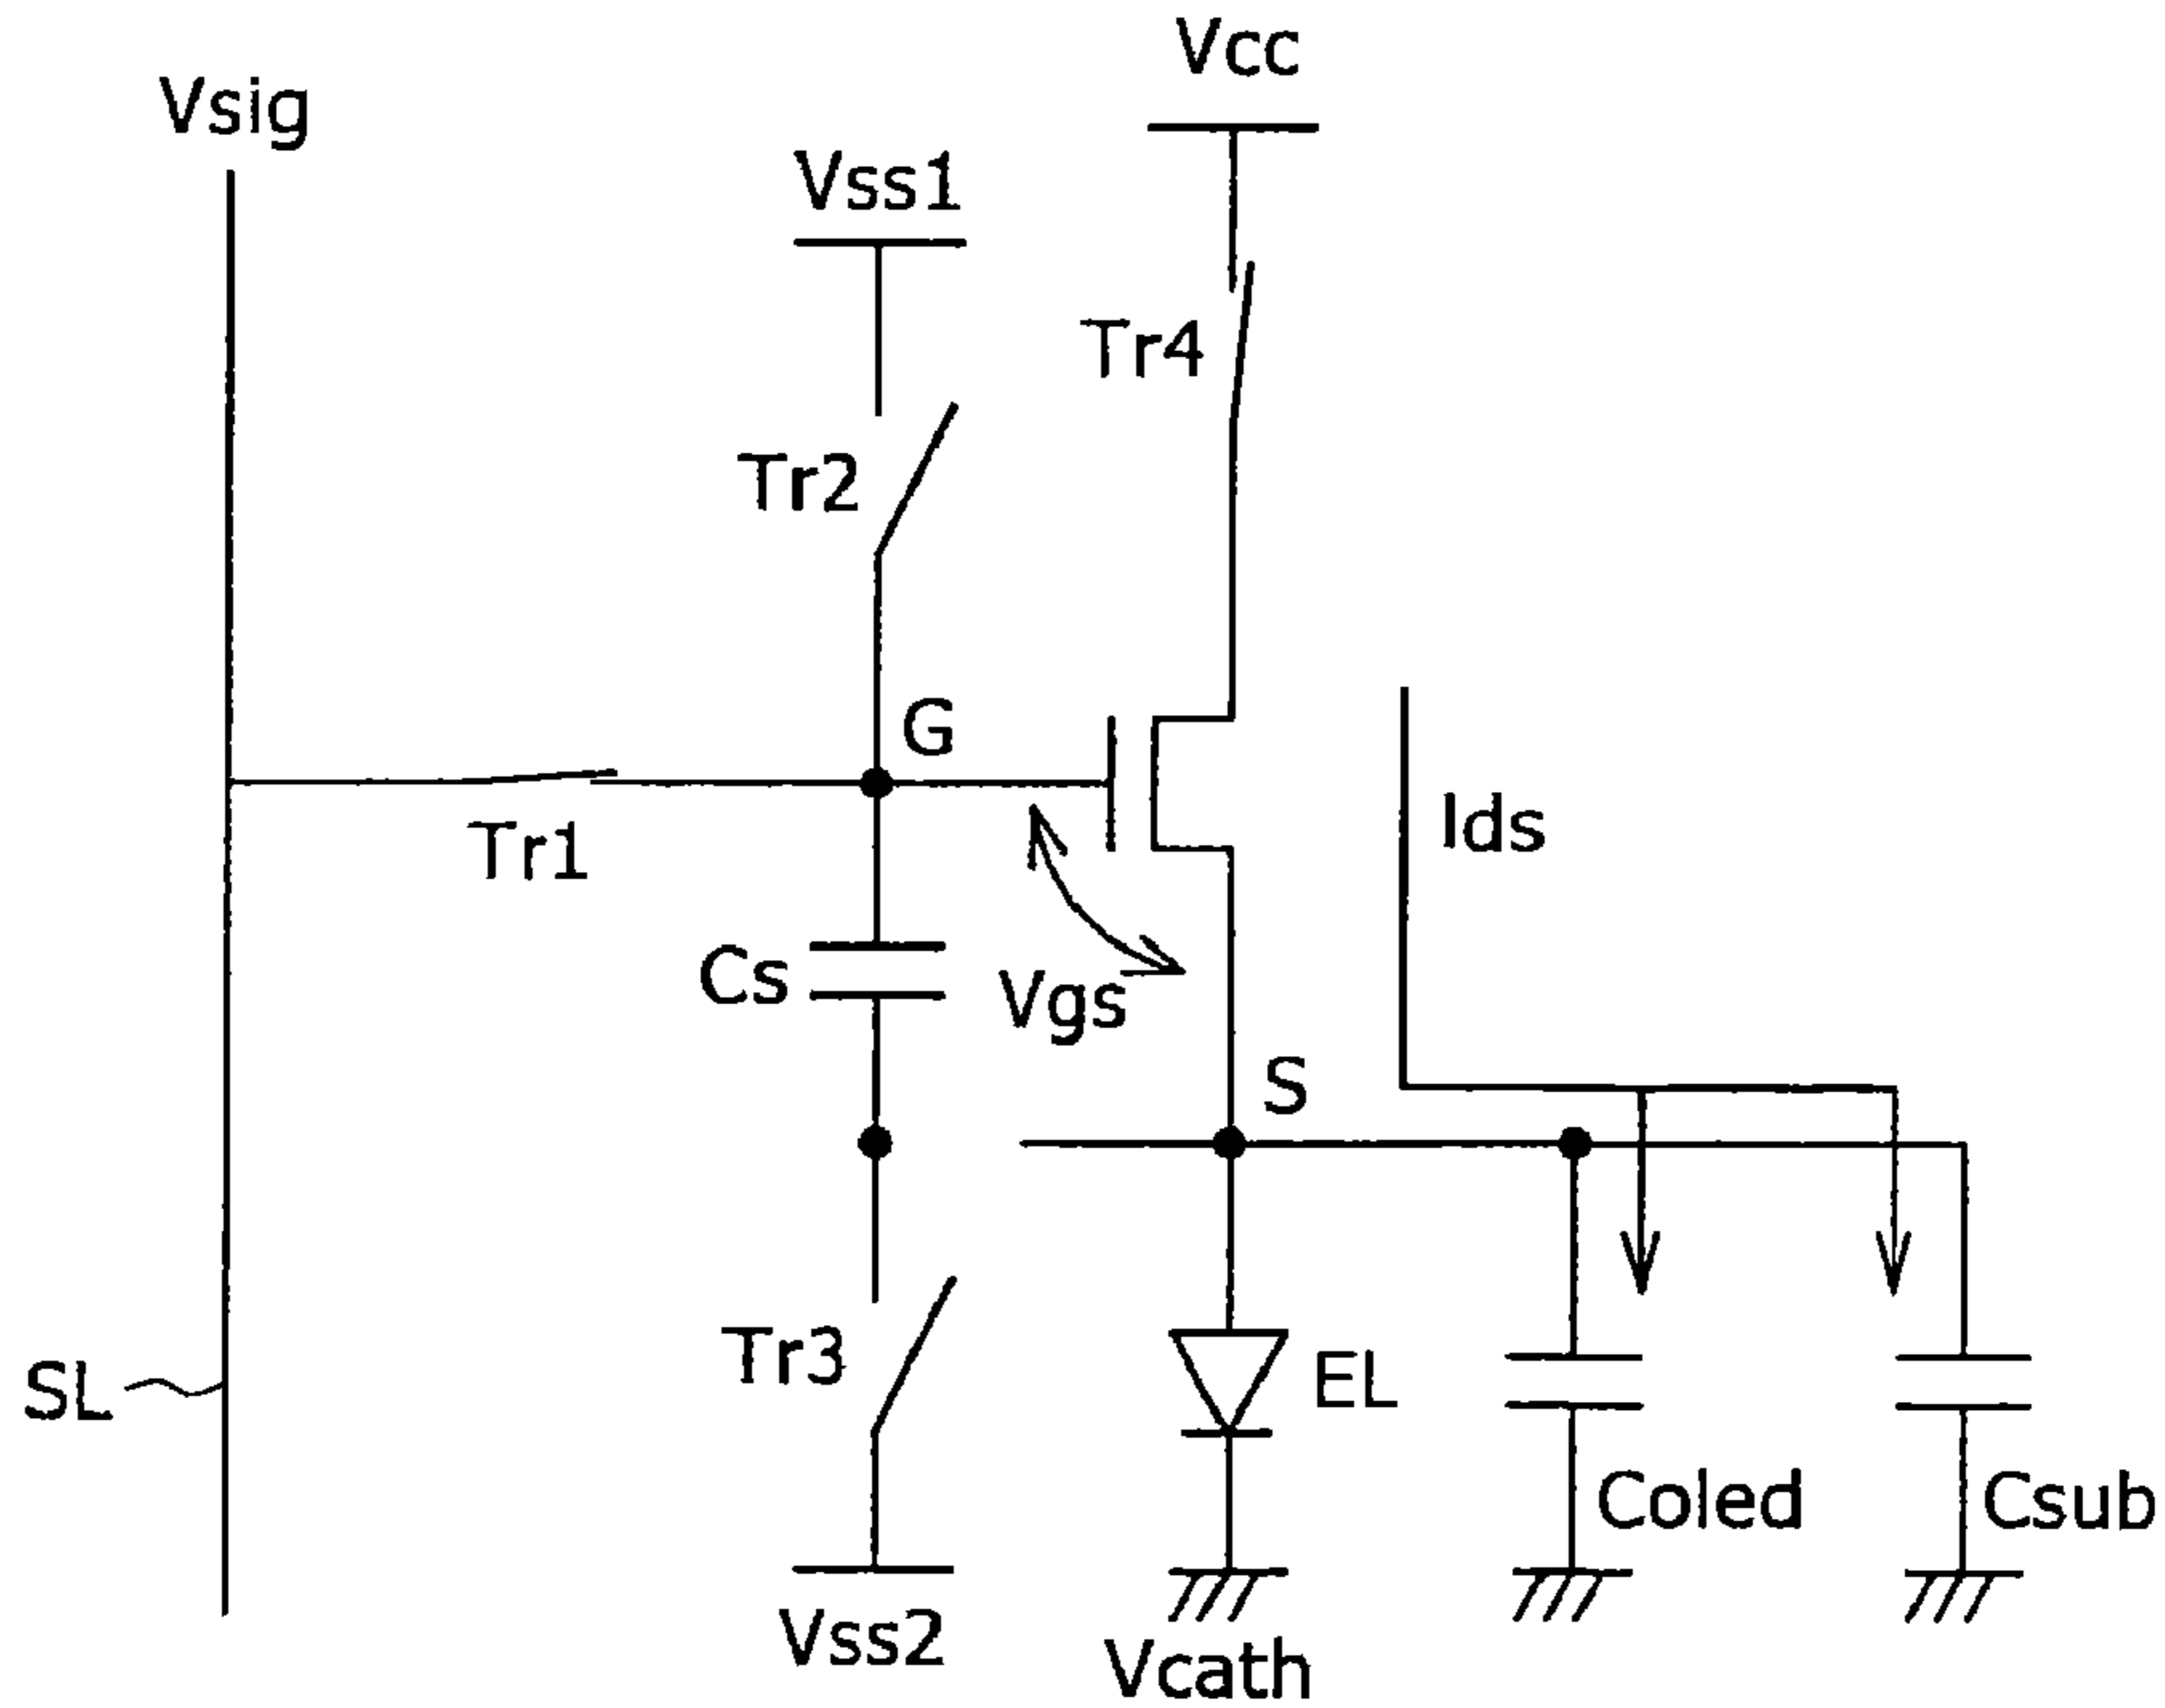 Vcc
Vsig
Vss1
Tr4
Tr2
G
Ids
Tr1
Cs
Vgs
S
Tr3
EL
SL
Coled
Csub
Vss2
Vcath